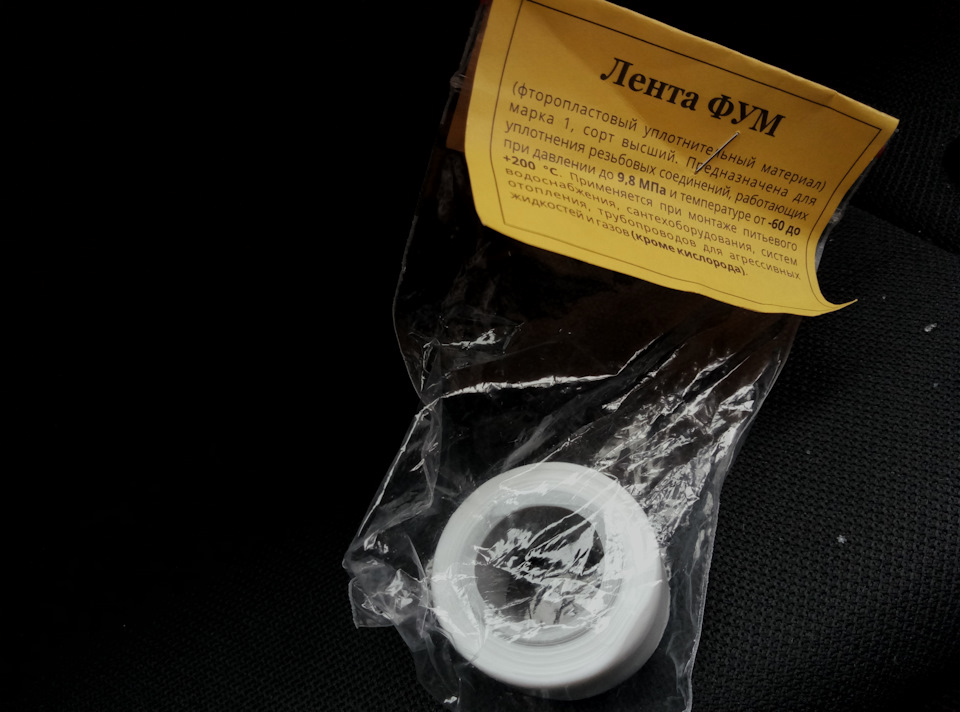 Лента ФУМ
(фторопластовый уплотнительный материал)
марка 1, сорт высший. Предназначена для
уплотнения резьбовых соединений, работающих
при давлении до 9,8 МПа и температуре от -60 до
+200 °С. Применяется при монтаже питьевого
водоснабжения, сантехоборудования, систем
отопления, трубопроводов для агрессивных
жидкостей и газов (кроме кислорода).